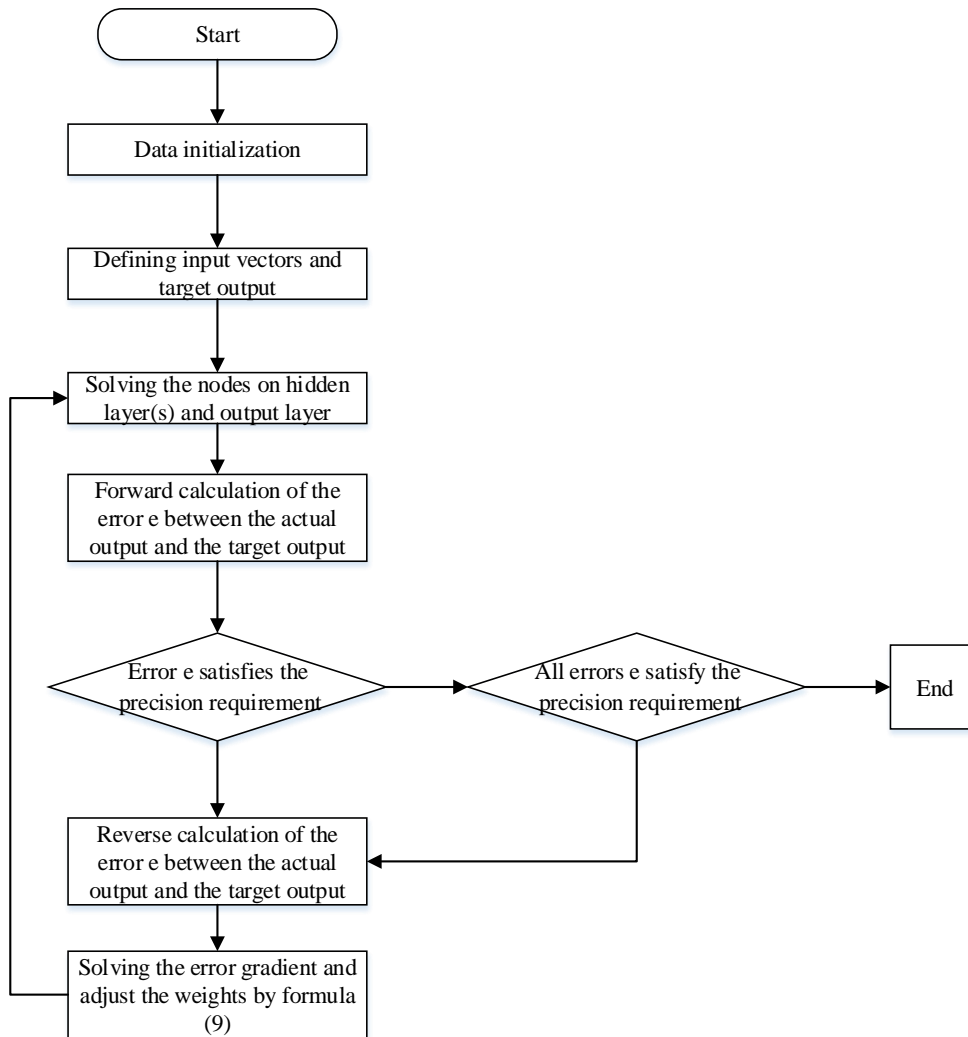 Start
Data initialization
Defining input vectors and
target output
Solving the nodes on hidden
layer(s) and output layer
Forward calculation of the
error e between the actual
output and the target output
Error e satisfies the
precision requirement
All errors e satisfy the
precision requirement
End
Reverse calculation of the
error e between the actual
output and the target output
Solving the error gradient and
adjust the weights by formula
(9)